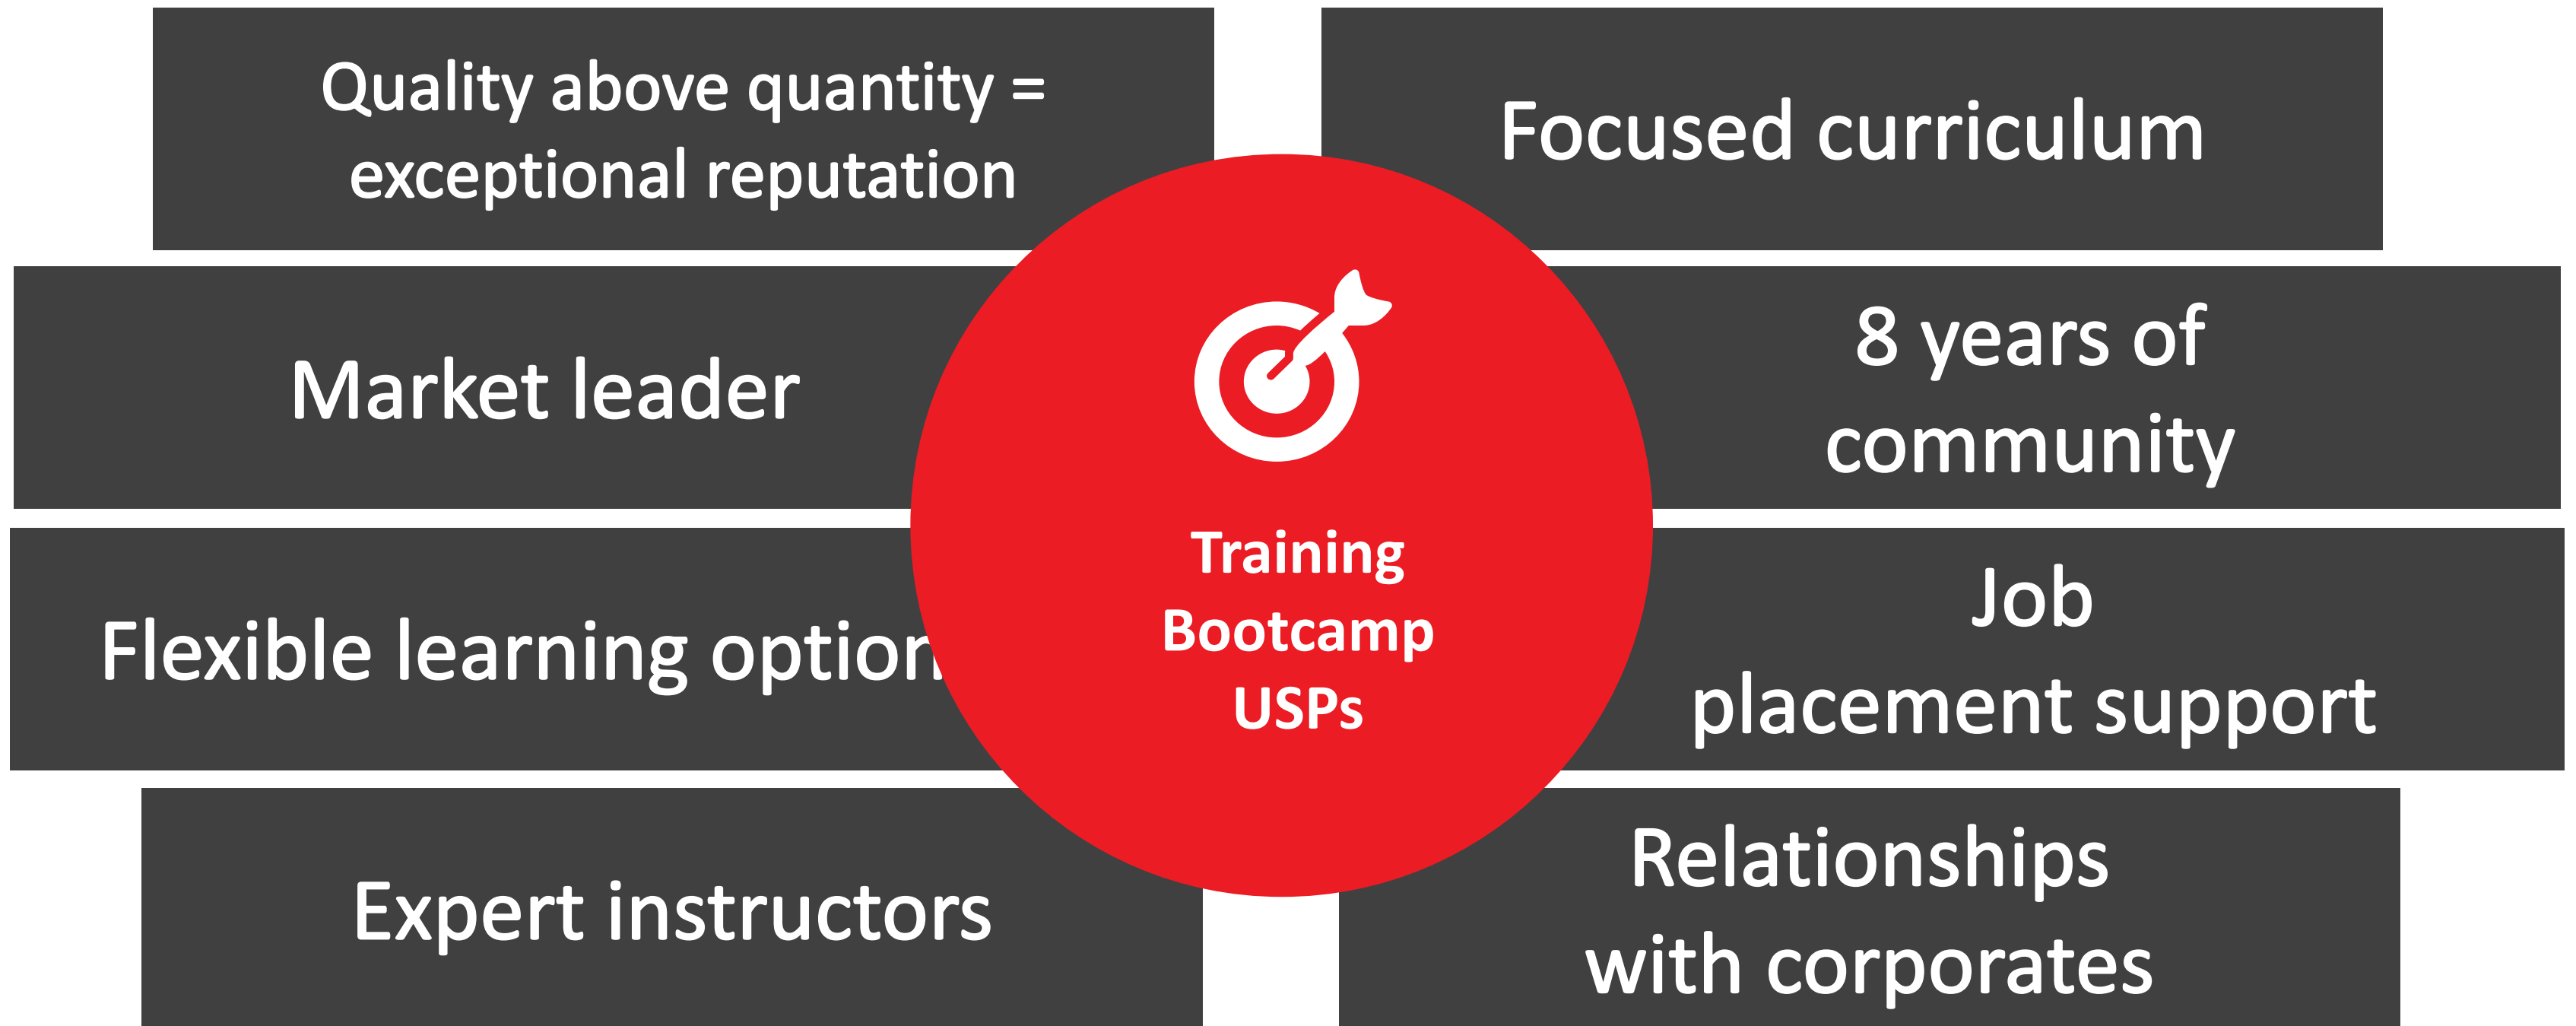 Quality above quantity =
exceptional reputation
Market leader
Flexible learning option
Expert instructors
Training
Bootcamp
USPs
Focused curriculum
8 years of
community
Job
placement support
Relationships
with corporates